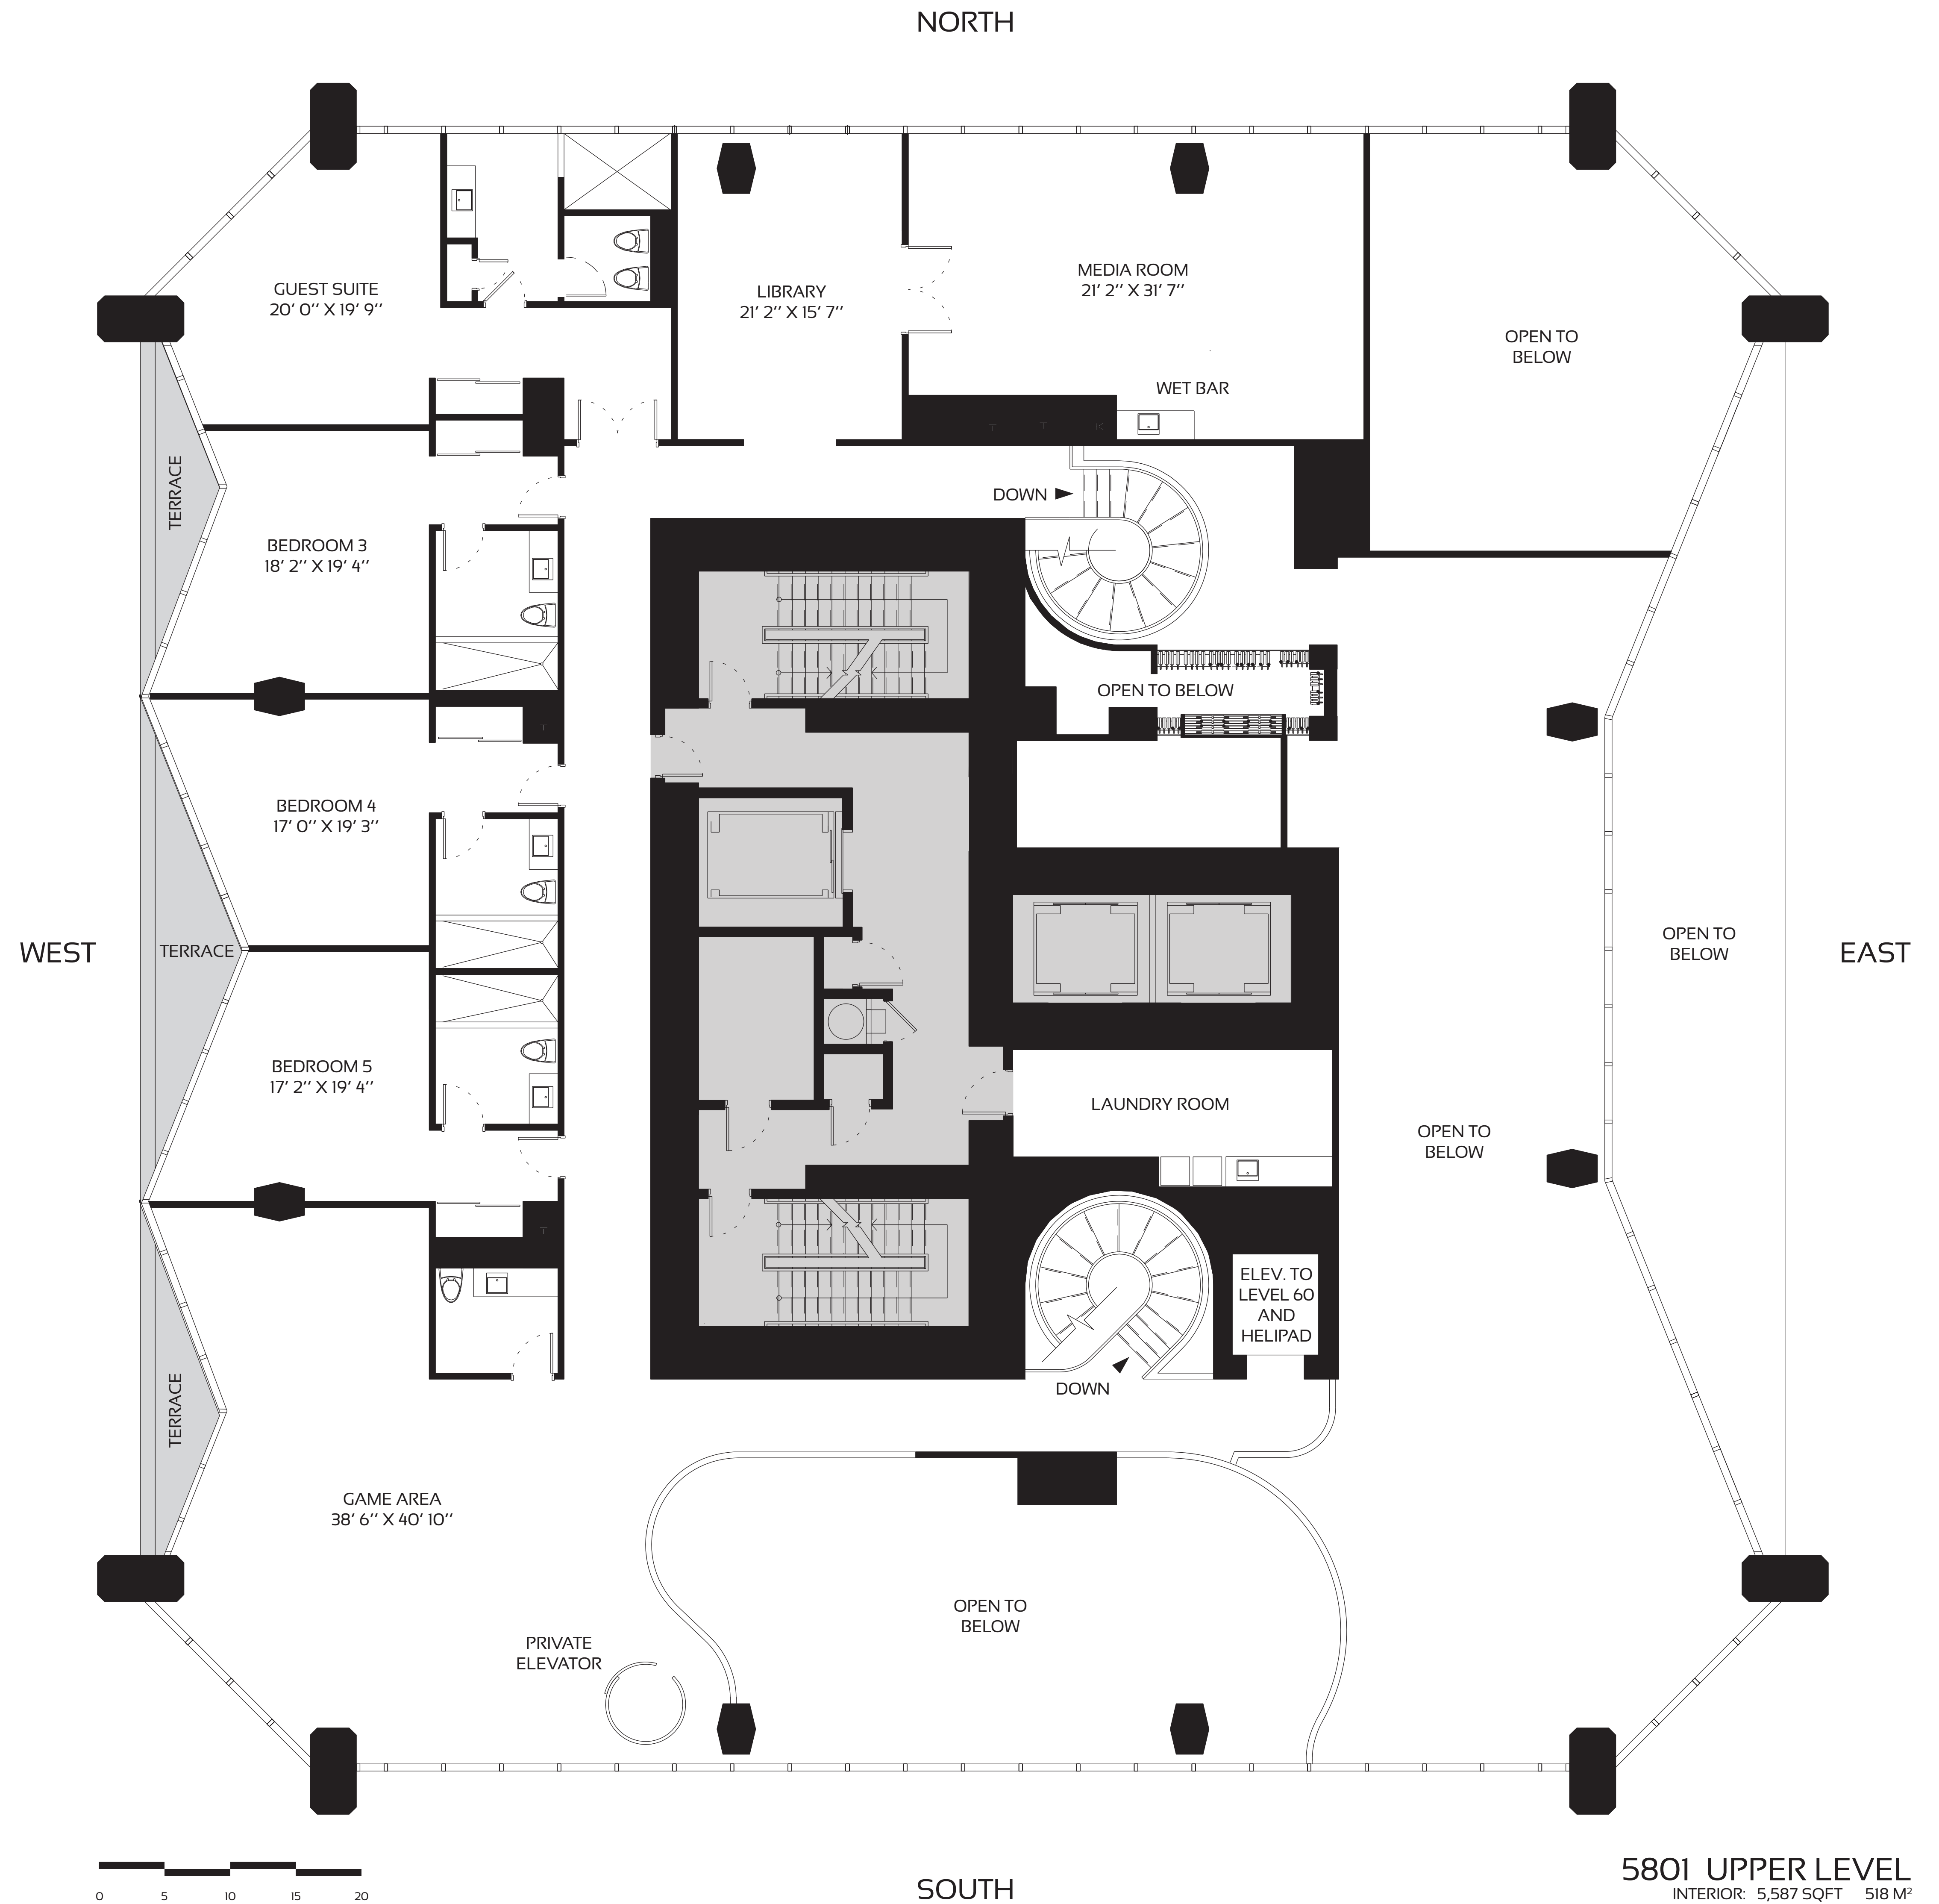 NORTH
GUEST SUITE
20' 0'' X 19' 9''
LIBRARY
21' 2'' X 15' 7''
MEDIA ROOM
21' 2'' X 31' 7''
WET BAR
OPEN TO
BELOW
TERRACE
DOWN
BEDROOM 3
18' 2'' X 19' 4''
OPEN TO BELOW
BEDROOM 4
17' 0'' X 19' 3''
WEST
TERRACE
OPEN TO
BELOW
EAST
BEDROOM 5
17' 2'' X 19' 4''
LAUNDRY ROOM
OPEN TO
BELOW
ELEV. TO
LEVEL 60
AND
HELIPAD
DOWN
TERRACE
GAME AREA
38' 6'' X 40' 10''
OPEN TO
BELOW
PRIVATE
ELEVATOR
0 5 10 15 20
SOUTH
5801 UPPER LEVEL
INTERIOR: 5,587 SQFT 518 M²